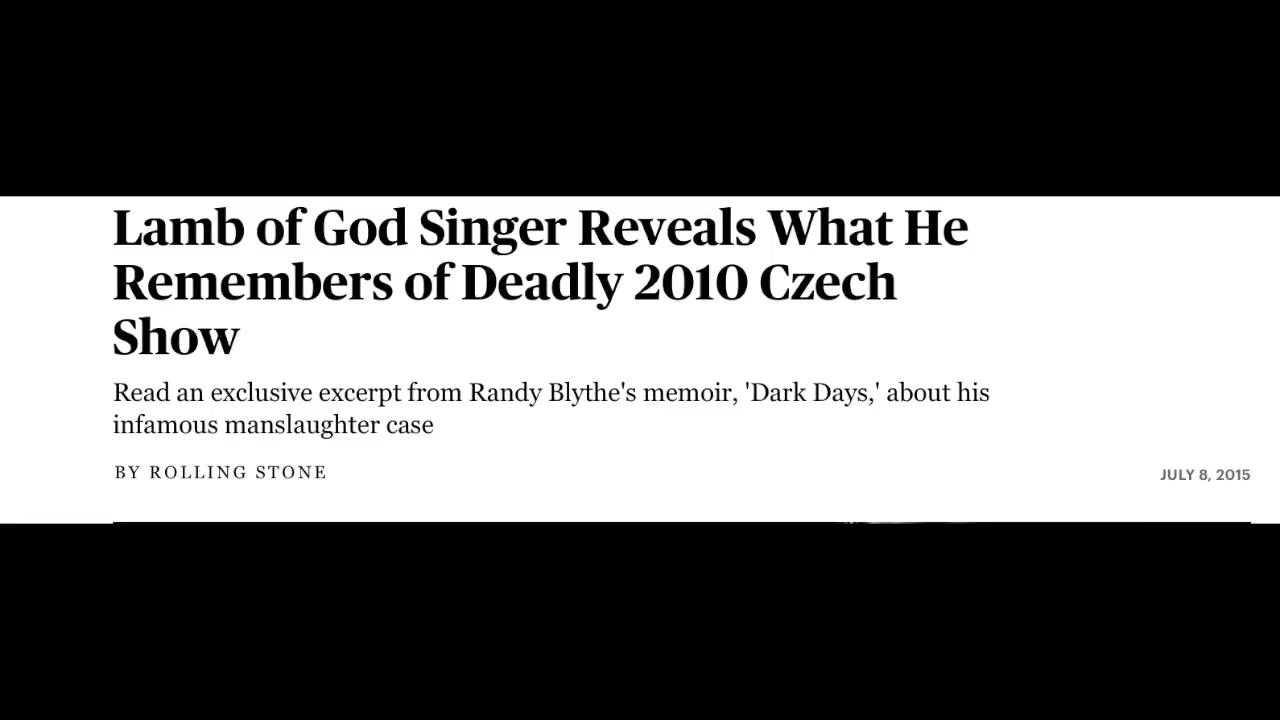 Lamb of God Singer Reveals What He
Remembers of Deadly 2010 Czech
Show
Read an exclusive excerpt from Randy Blythe's memoir, 'Dark Days,' about his
infamous manslaughter case
BY ROLLING STONE
JULY 8, 2015